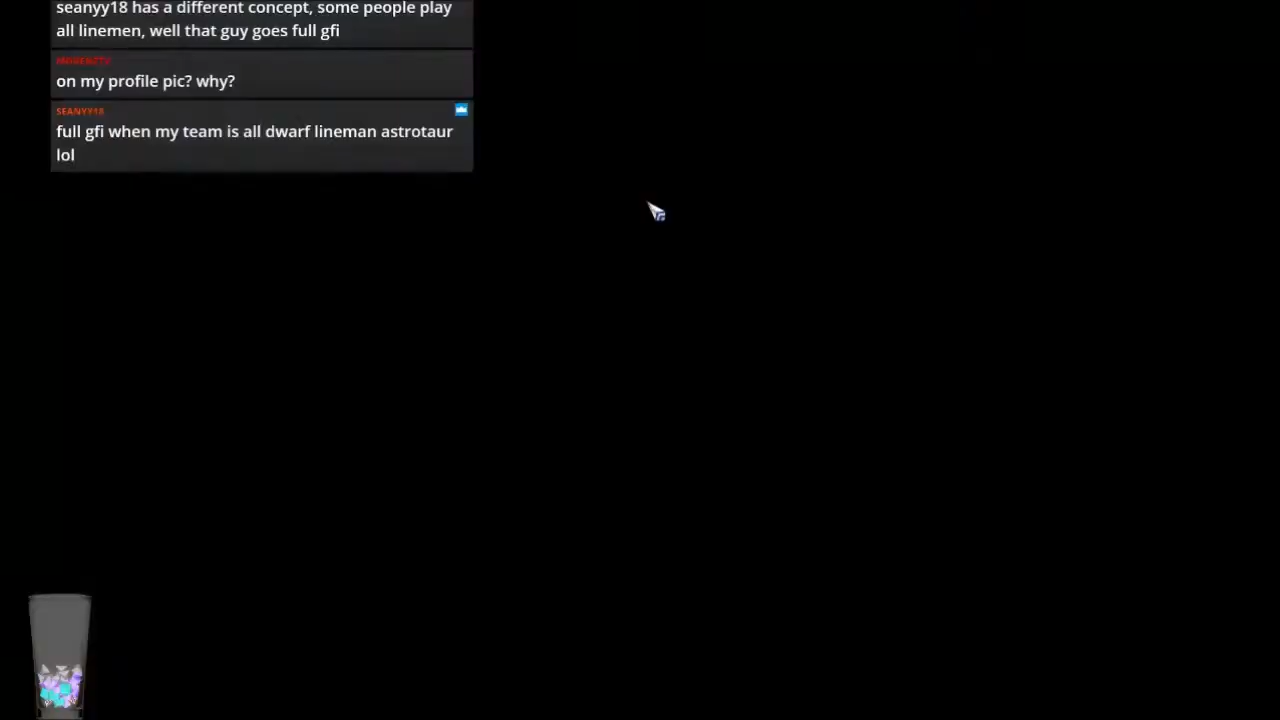 seanyy18 has a different concept, some people play
all linemen, well that guy goes full gfi
on my profile pic? why?
SEANYY18
full gfi when my team is all dwarf lineman astrotaur
lol